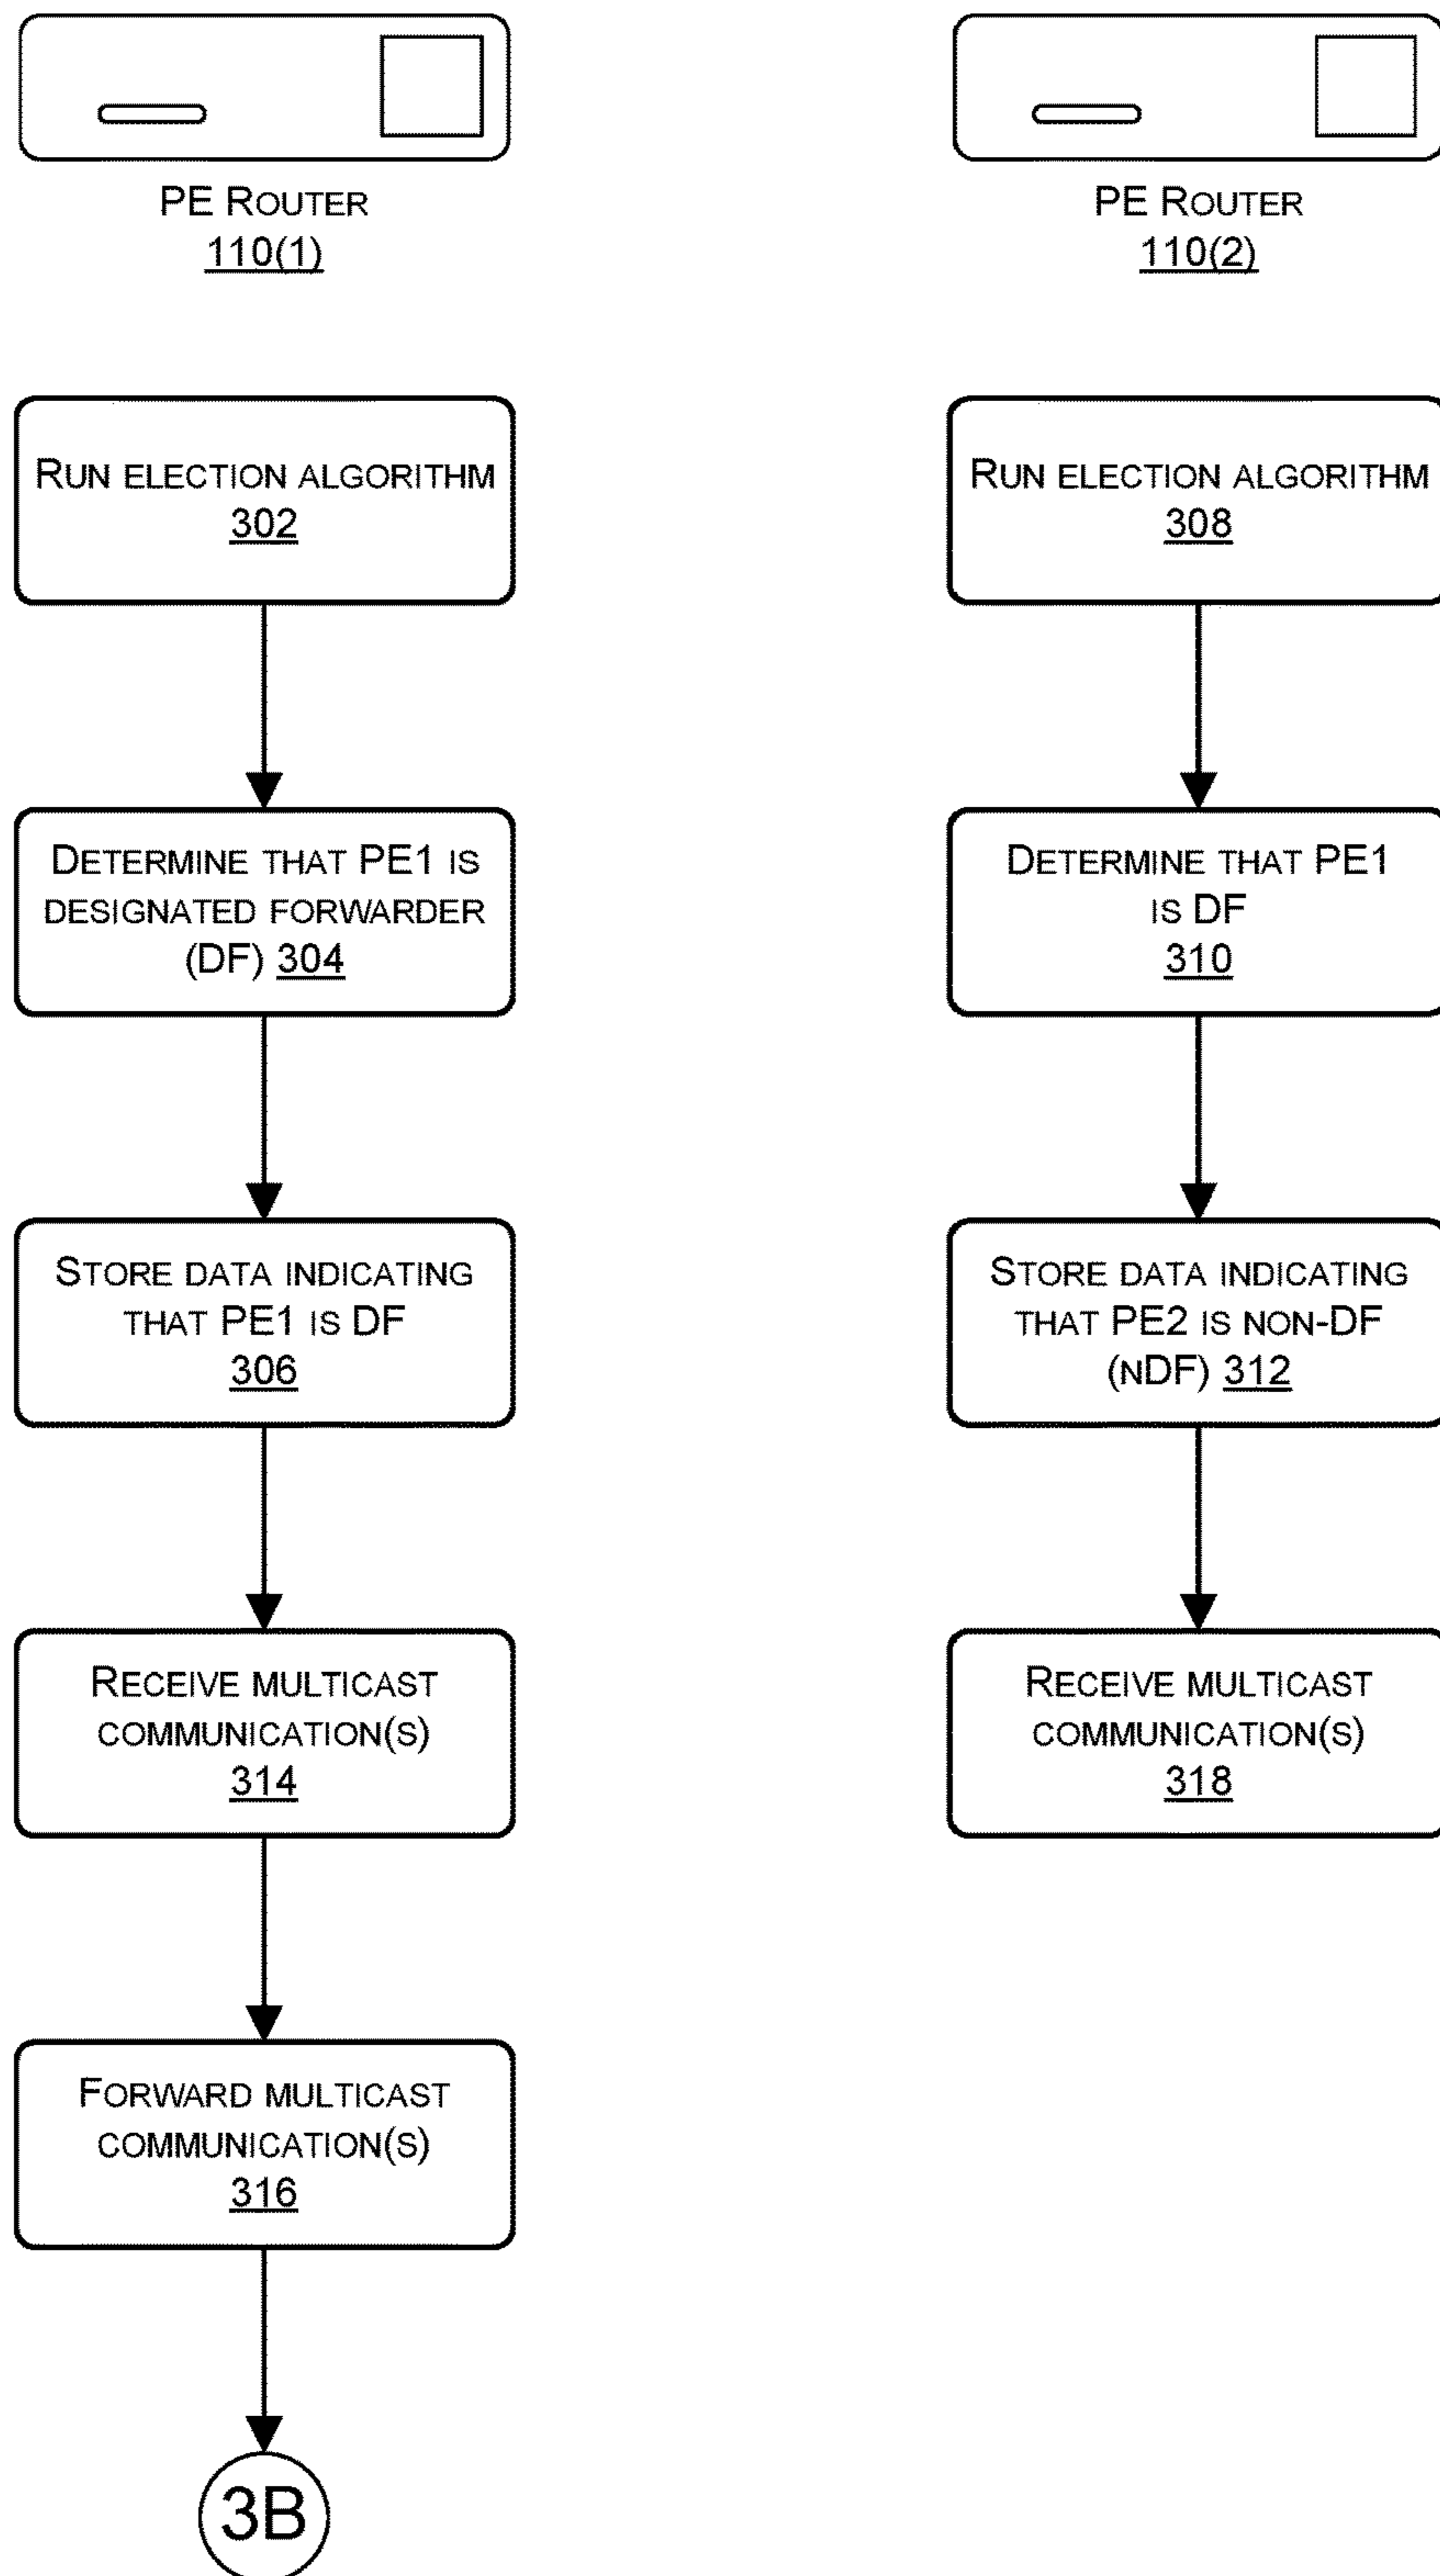 PE ROUTER
110(1)
RUN ELECTION ALGORITHM
302
DETERMINE THAT PE1 IS
DESIGNATED FORWARDER
(DF) 304
STORE DATA INDICATING
THAT PE1 IS DF
306
RECEIVE MULTICAST
COMMUNICATION(S)
314
FORWARD MULTICAST
COMMUNICATION(S)
316
3B
PE ROUTER
110(2)
RUN ELECTION ALGORITHM
308
DETERMINE THAT PE1
IS DF
310
STORE DATA INDICATING
THAT PE2 IS NON-DF
(NDF) 312
RECEIVE MULTICAST
COMMUNICATION(S)
318